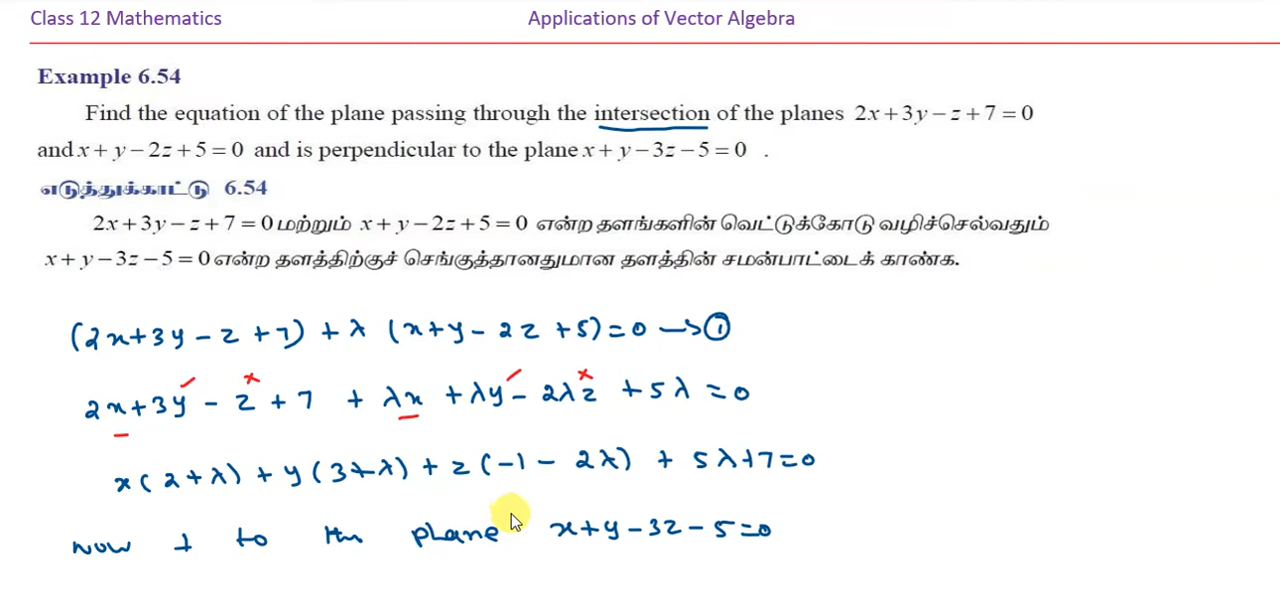 Class 12 Mathematics Applications of Vector Algebra
Example 6.54
Find the equation of the plane passing through the intersection of the planes 2x + 3y − z + 7 = 0
and x + y − 2z + 5 = 0 and is perpendicular to the plane x + y − 3z − 5 = 0 .
எடுத்துக்காட்டு 6.54
2x + 3y − z + 7 = 0 மற்றும் x + y − 2z + 5 = 0 என்ற தளங்களின் வெட்டுக்கோடு வழிச்செல்வதும்
x + y − 3z − 5 = 0 என்ற தளத்திற்குச் செங்குத்தானதுமான தளத்தின் சமன்பாட்டைக் காண்க.
(2x+3y − z + 7) + λ (x+y − 2z + 5) = 0 → ①
2x+3y − z + 7 + λx + λy − 2λz + 5λ = 0
x(2+λ) + y(3+λ) + z(−1 − 2λ) + 5λ+7=0
Now ⊥ to the plane x+y−3z−5=0